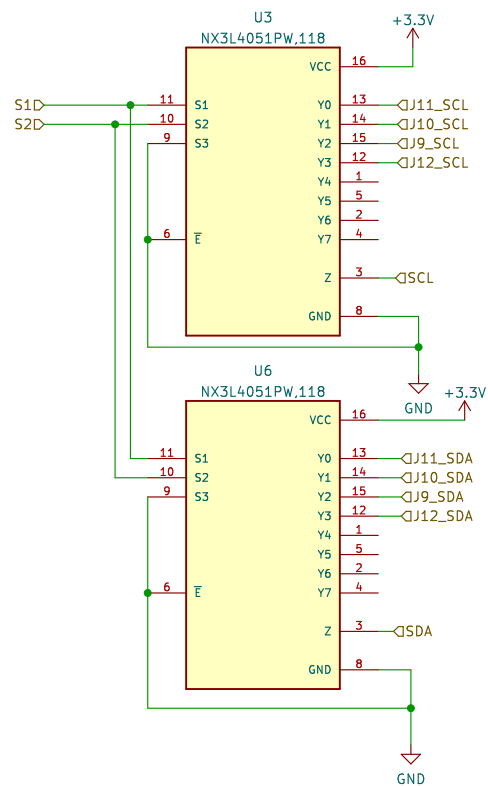 U3
NX3L4051PW,118
+3.3V
VCC 16
S1 11 S1 Y0 13 J11_SCL
S2 10 S2 Y1 14 J10_SCL
9 S3 Y2 15 J9_SCL
Y3 12 J12_SCL
Y4 1
Y5 5
Y6 2
6 E Y7 4
Z 3 SCL
GND 8
GND
U6
NX3L4051PW,118
+3.3V
VCC 16
11 S1 Y0 13 J11_SDA
10 S2 Y1 14 J10_SDA
9 S3 Y2 15 J9_SDA
Y3 12 J12_SDA
Y4 1
Y5 5
Y6 2
6 E Y7 4
Z 3 SDA
GND 8
GND